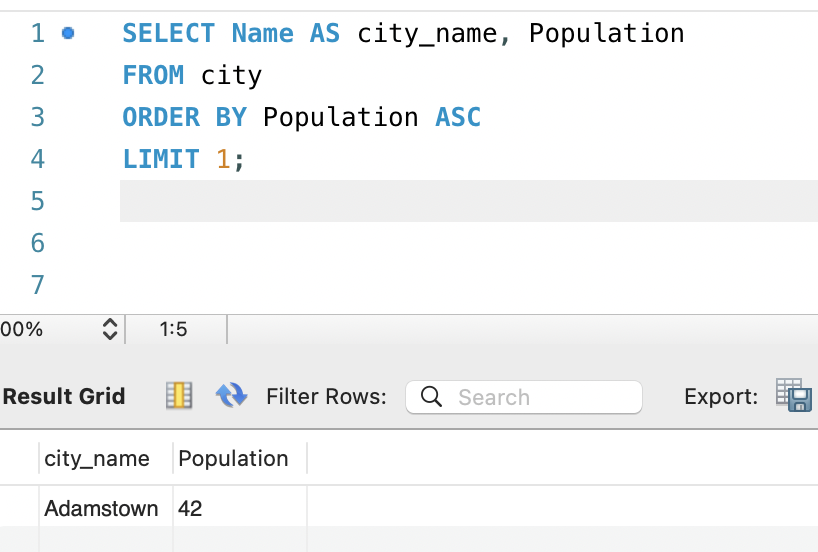 1 SELECT Name AS city_name, Population
2 FROM city
3 ORDER BY Population ASC
4 LIMIT 1;
5
6
7
00% 1:5
Result Grid Filter Rows: Search Export:
city_name Population
Adamstown 42